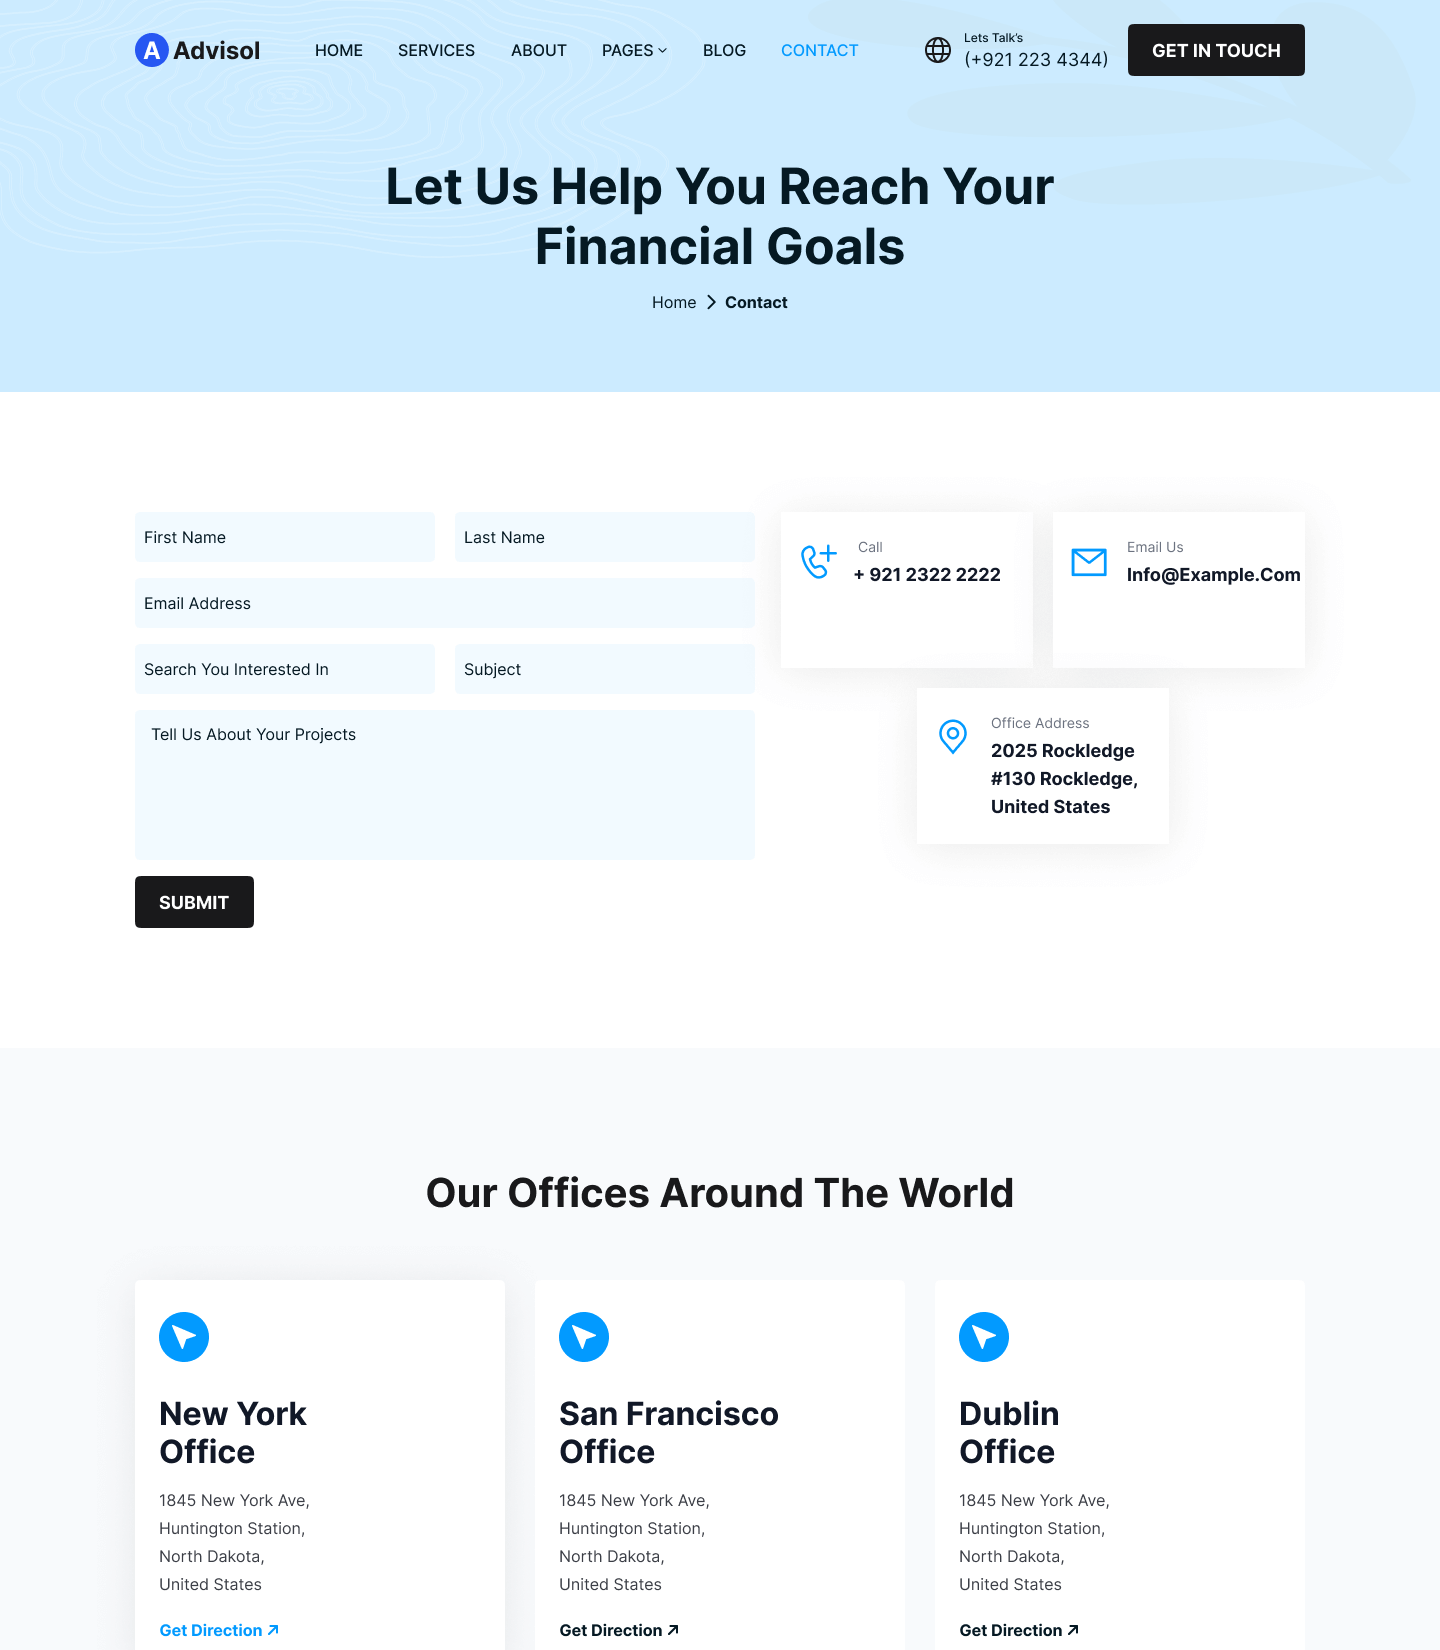 A Advisol
HOME
SERVICES
ABOUT
PAGES
BLOG
CONTACT
Lets Talk's
(+921 223 4344)
GET IN TOUCH
Let Us Help You Reach Your
Financial Goals
Home
Contact
First Name
Last Name
Email Address
Search You Interested In
Subject
Tell Us About Your Projects
SUBMIT
Call
+ 921 2322 2222
Email Us
Info@Example.Com
Office Address
2025 Rockledge
#130 Rockledge,
United States
Our Offices Around The World
New York
Office
1845 New York Ave,
Huntington Station,
North Dakota,
United States
Get Direction
San Francisco
Office
1845 New York Ave,
Huntington Station,
North Dakota,
United States
Get Direction
Dublin
Office
1845 New York Ave,
Huntington Station,
North Dakota,
United States
Get Direction